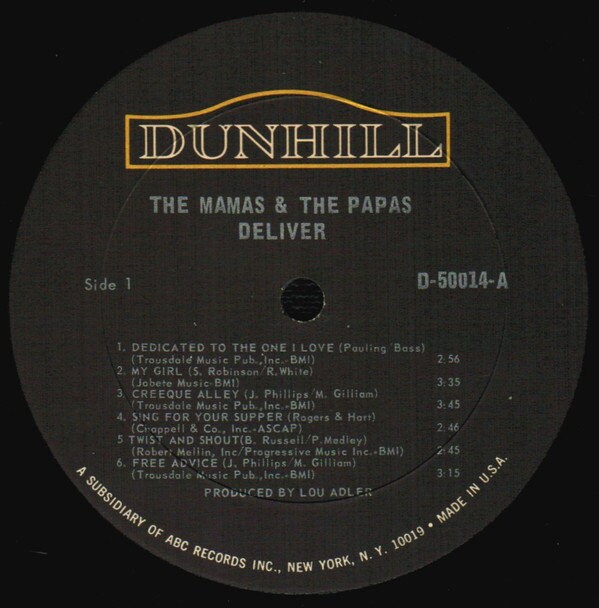 DUNHILL
THE MAMAS & THE PAPAS
DELIVER
Side 1
D-50014-A
1. DEDICATED TO THE ONE I LOVE (Pauling Bass)
(Trousdale Music Pub., Inc.-BMI) 2:56
2. MY GIRL (S. Robinson/R. White)
(Jobete Music-BMI) 3:35
3. CREEQUE ALLEY (J. Phillips/M. Gilliam)
(Trousdale Music Pub., Inc.-BMI) 3:45
4. SING FOR YOUR SUPPER (Rogers & Hart)
(Chappell & Co., Inc.-ASCAP) 2:46
5 TWIST AND SHOUT(B. Russell/P. Medley)
(Robert Mellin, Inc/Progressive Music Inc.-BMI) 2:45
6. FREE ADVICE (J. Phillips/M. Gilliam)
(Trousdale Music Pub., Inc.-BMI) 3:15
PRODUCED BY LOU ADLER
A SUBSIDIARY OF ABC RECORDS INC., NEW YORK, N. Y. 10019 • MADE IN U.S.A.